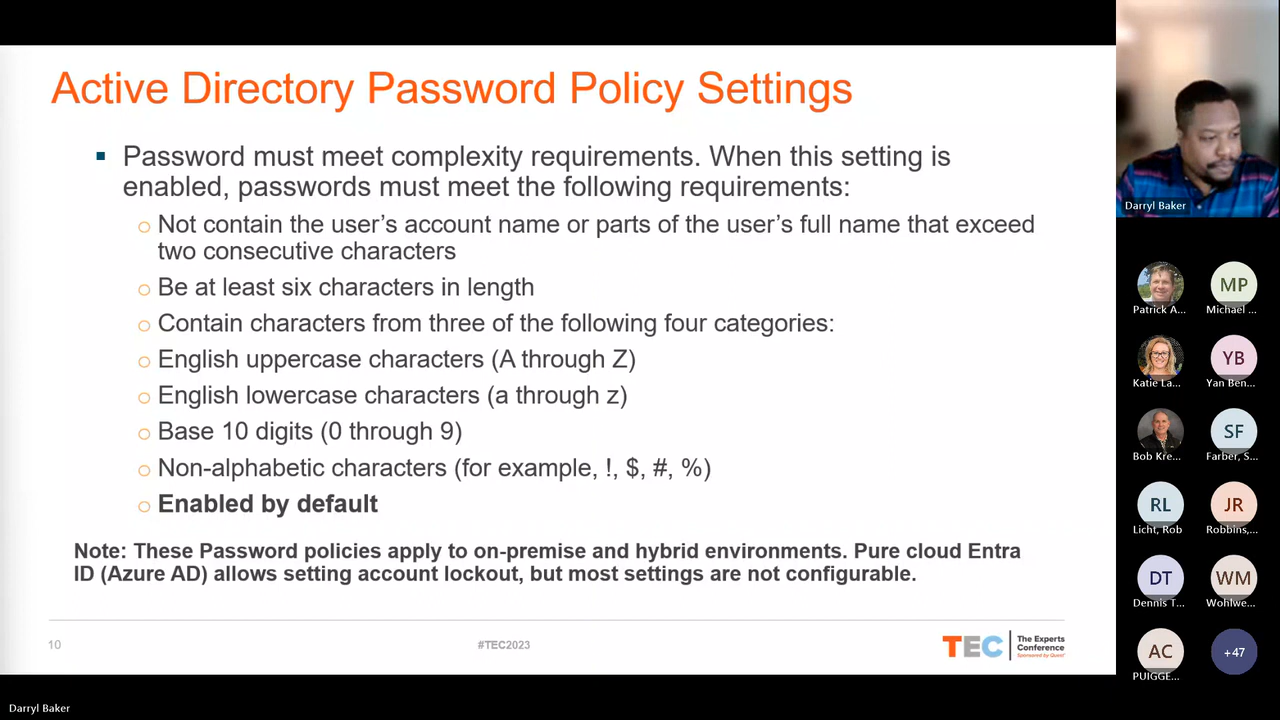 Active Directory Password Policy Settings
Password must meet complexity requirements. When this setting is
enabled, passwords must meet the following requirements:
Not contain the user’s account name or parts of the user’s full name that exceed
two consecutive characters
Be at least six characters in length
Contain characters from three of the following four categories:
English uppercase characters (A through Z)
English lowercase characters (a through z)
Base 10 digits (0 through 9)
Non-alphabetic characters (for example, !, $, #, %)
Enabled by default
Note: These Password policies apply to on-premise and hybrid environments. Pure cloud Entra
ID (Azure AD) allows setting account lockout, but most settings are not configurable.
10
#TEC2023
TEC
The Experts
Conference
Sponsored by Quest
Darryl Baker
Patrick A...
MP
Michael ...
Katie La...
YB
Yan Ben...
Bob Kre...
SF
Farber, S...
RL
Licht, Rob
JR
Robbins,...
DT
Dennis T...
WM
Wohlwe...
AC
PUIGGE...
+47
Darryl Baker